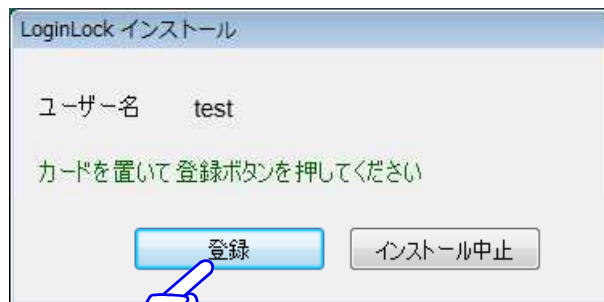 LoginLock インストール
ユーザー名 test
カードを置いて登録ボタンを押してください
登録 インストール中止